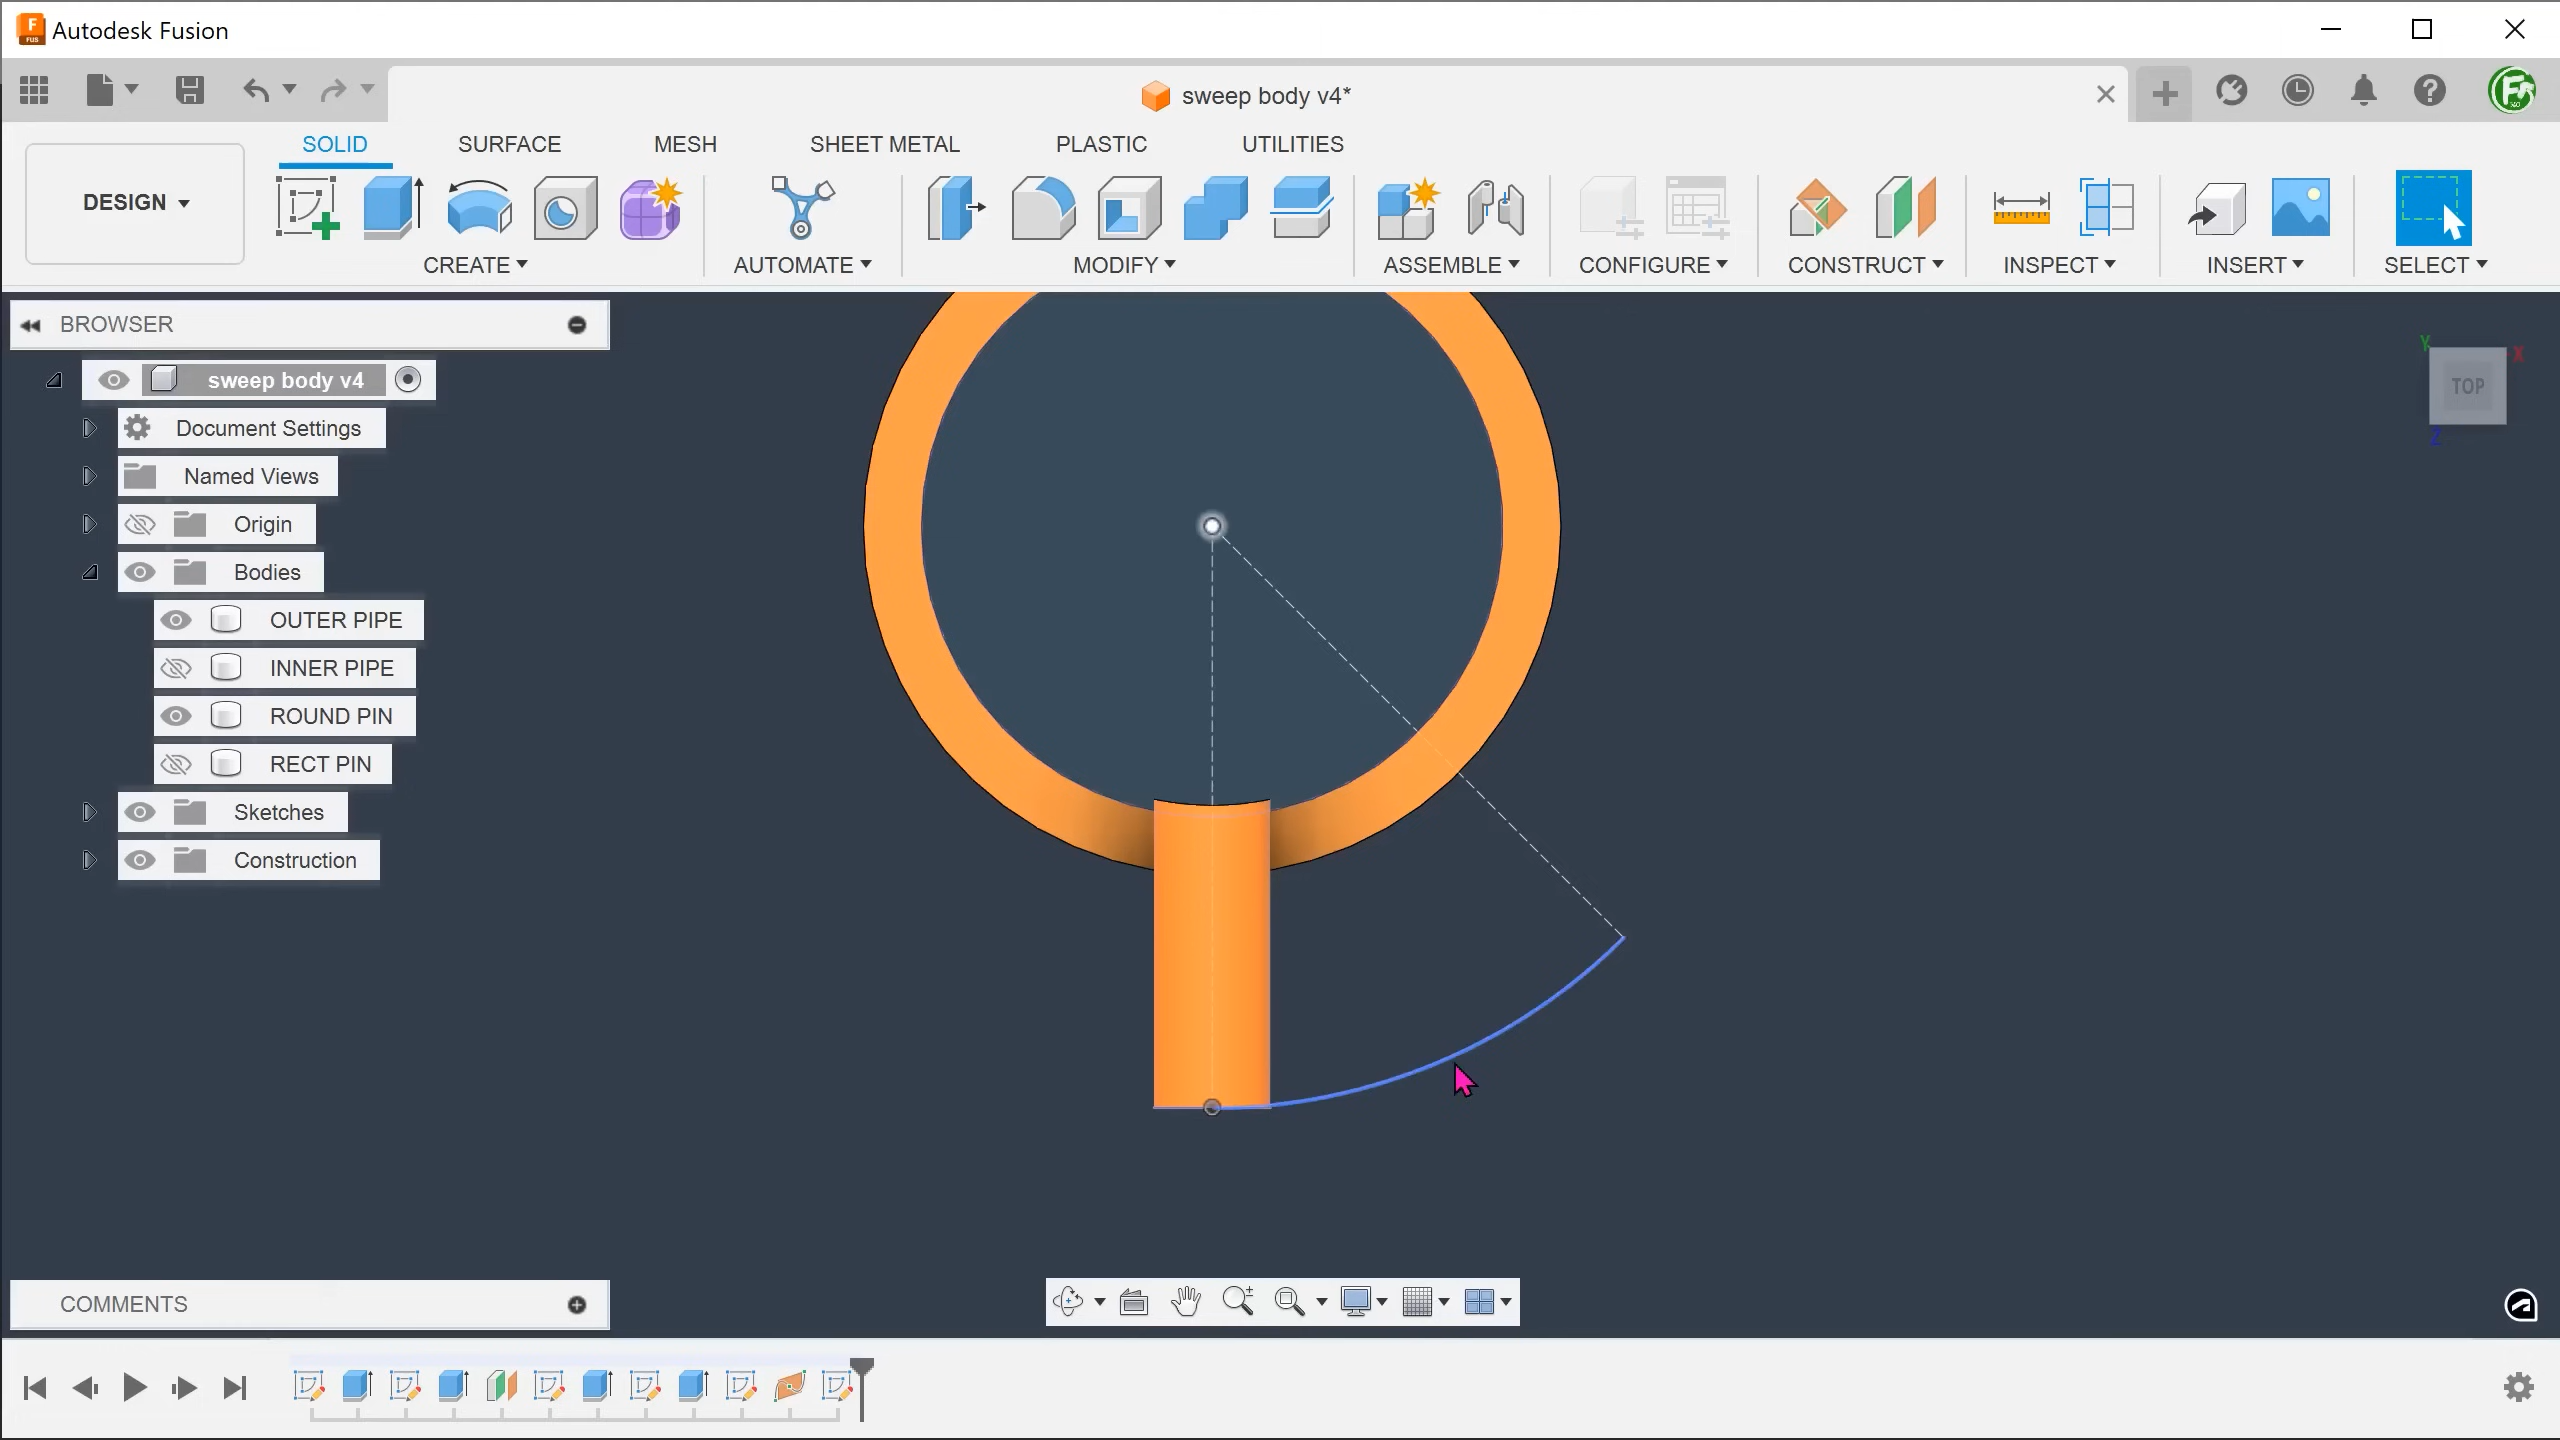 Autodesk Fusion
sweep body v4*
DESIGN
SOLID
SURFACE
MESH
SHEET METAL
PLASTIC
UTILITIES
CREATE
AUTOMATE
MODIFY
ASSEMBLE
CONFIGURE
CONSTRUCT
INSPECT
INSERT
SELECT
BROWSER
sweep body v4
Document Settings
Named Views
Origin
Bodies
OUTER PIPE
INNER PIPE
ROUND PIN
RECT PIN
Sketches
Construction
Y
X
TOP
Z
COMMENTS